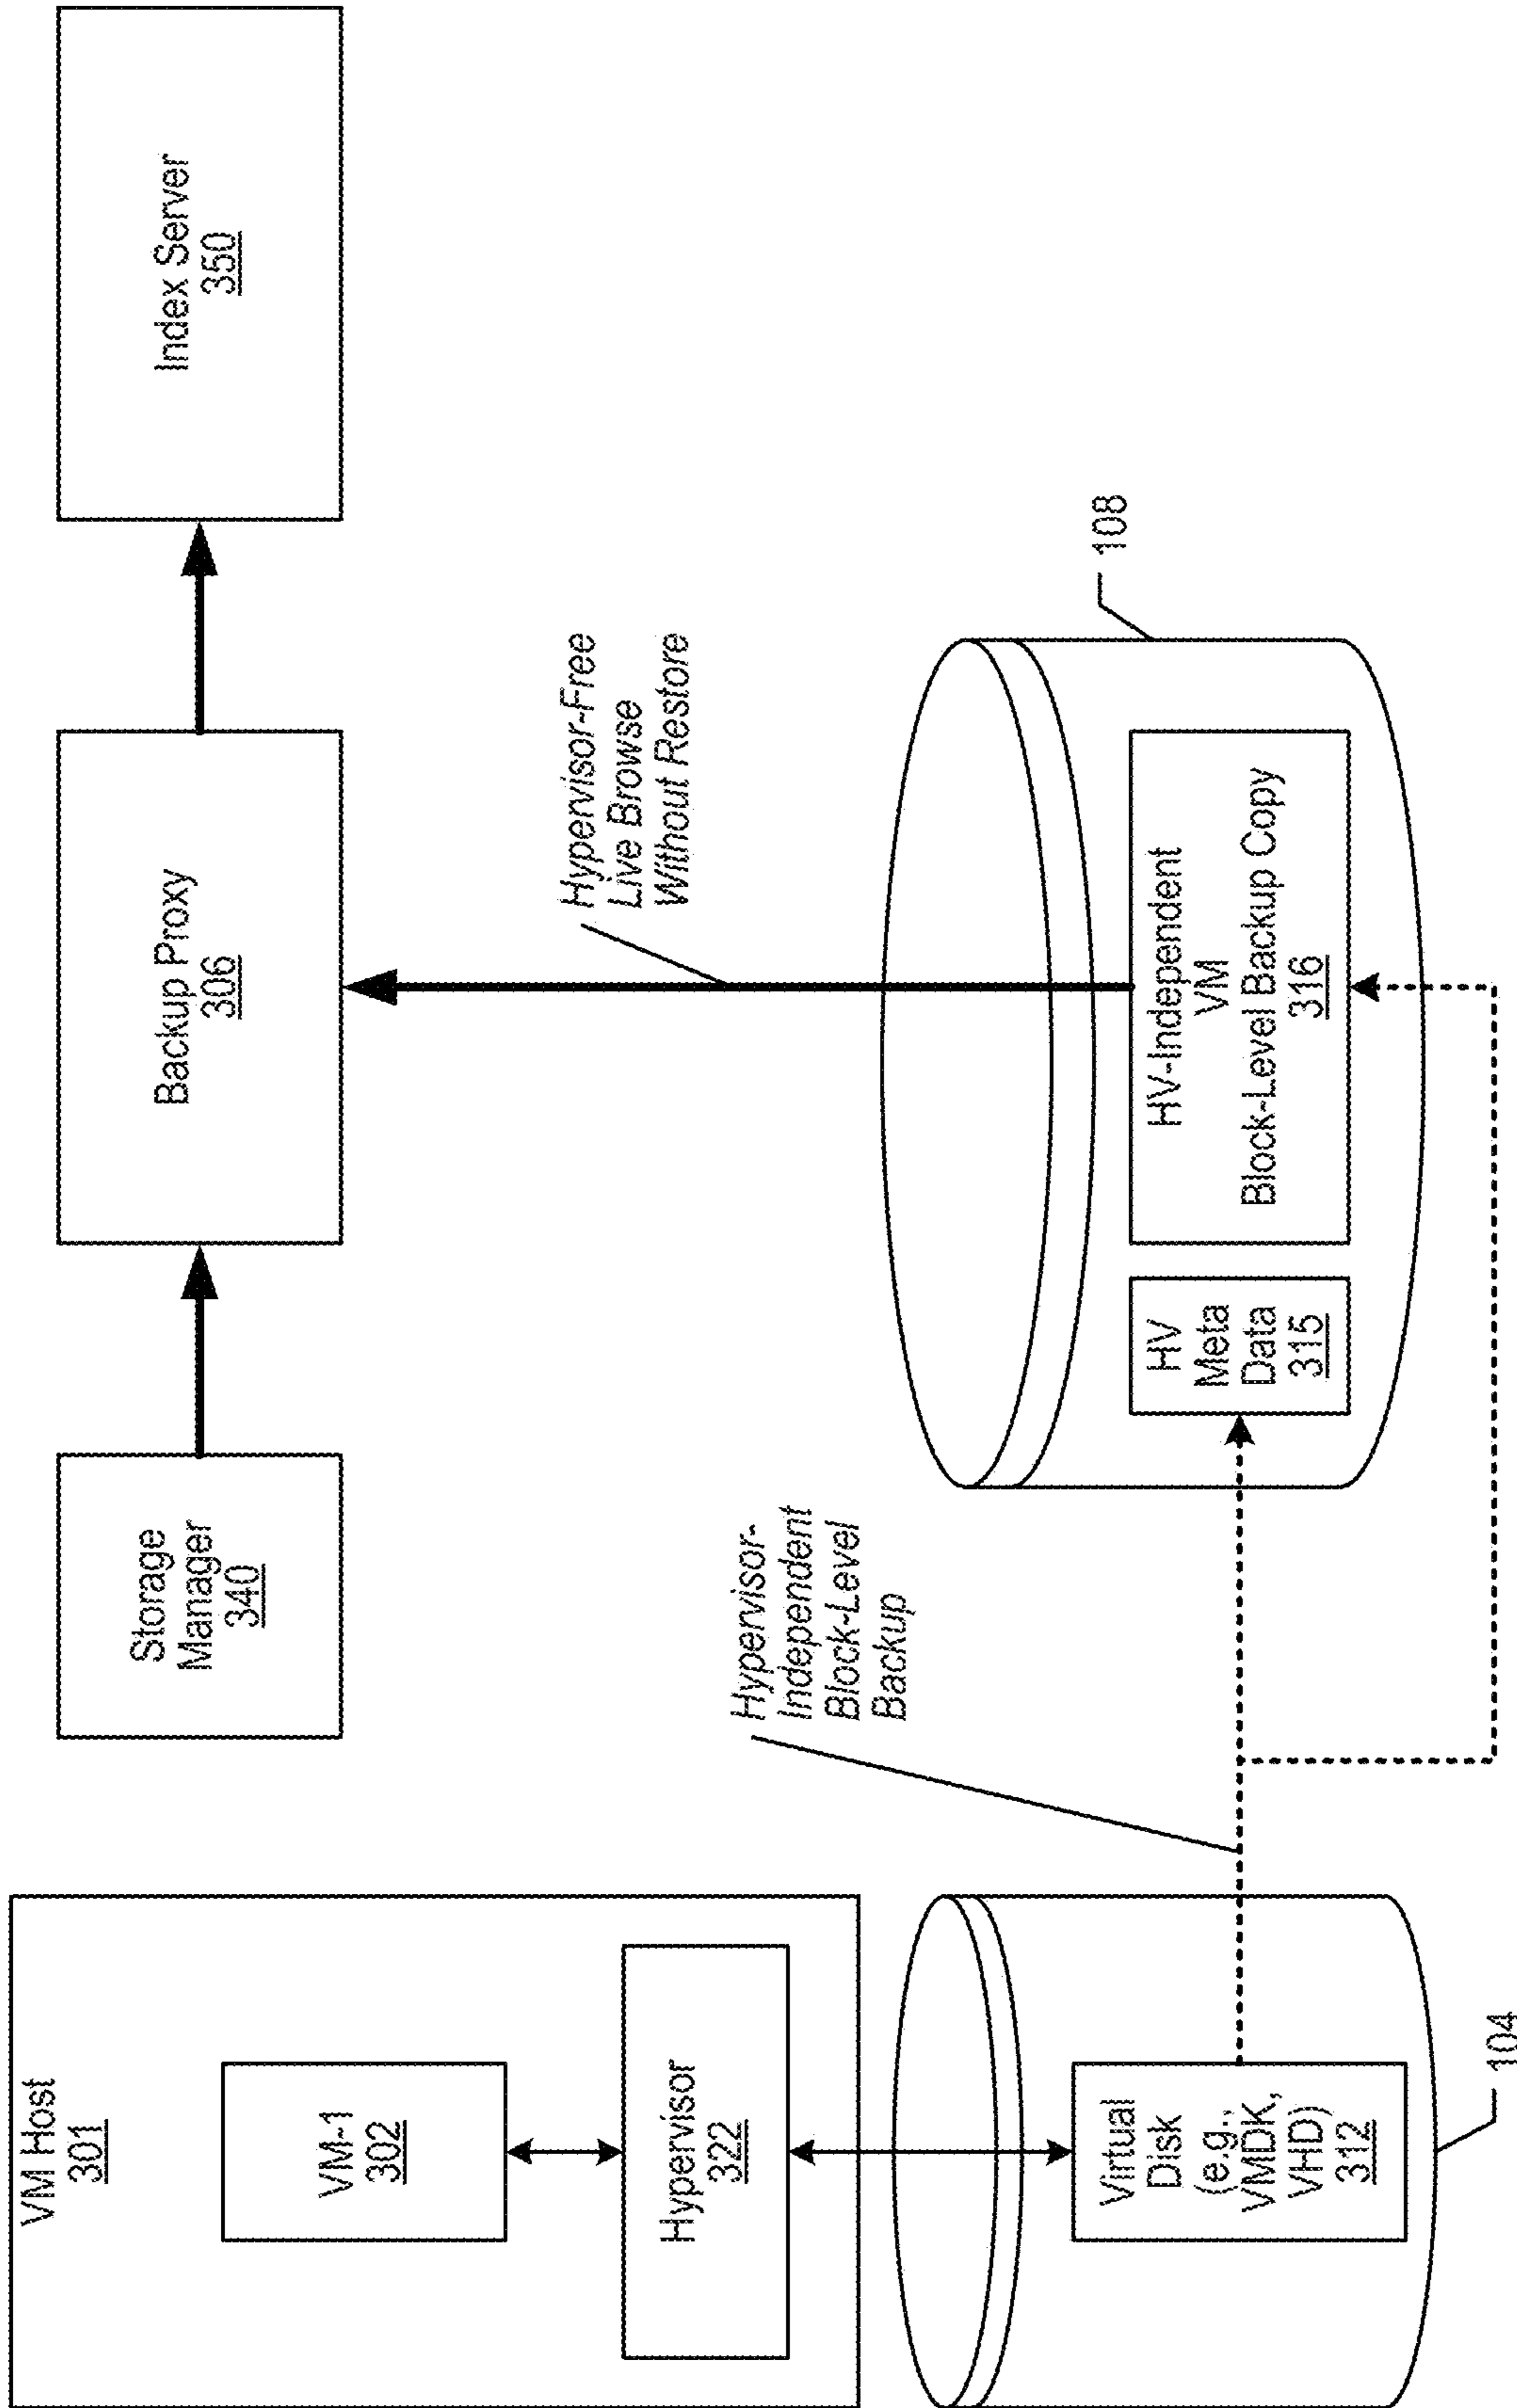 VM Host
301
VM-1
302
Hypervisor
322
Virtual
Disk
(e.g.,
VMDK,
VHD)
312
104
Storage
Manager
340
Backup Proxy
306
Index Server
350
Hypervisor-
Independent
Block-Level
Backup
Hypervisor-Free
Live Browse
Without Restore
HV
Meta
Data
315
HV-Independent
VM
Block-Level Backup Copy
316
108